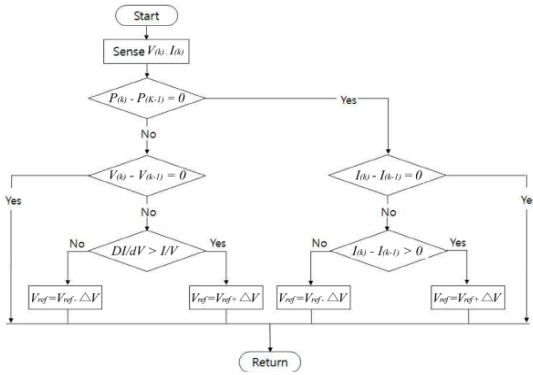 Start
Sense V(k), I(k)
P(k) - P(K-1) = 0
Yes
No
V(k) - V(k-1) = 0
I(k) - I(k-1) = 0
Yes
Yes
No
No
DI/dV > I/V
I(k) - I(k-1) > 0
No
Yes
No
Yes
Vref=Vref- △V
Vref=Vref+ △V
Vref=Vref- △V
Vref=Vref+ △V
Return